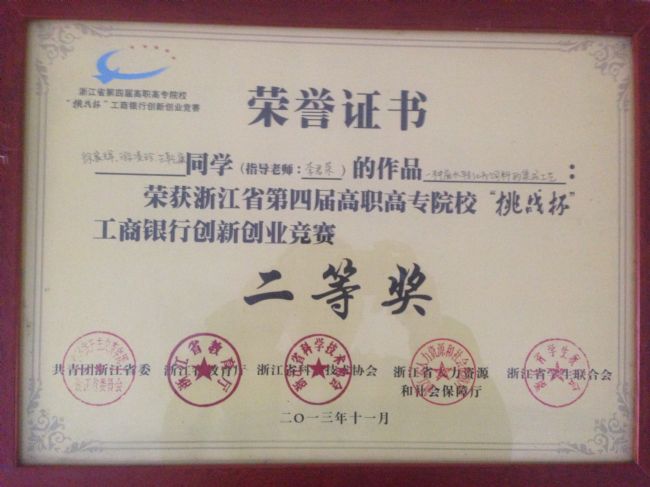 浙江省第四届高职高专院校
"挑战杯"工商银行创新创业竞赛
荣誉证书
同学(指导老师:李君荣)的作品 :
荣获浙江省第四届高职高专院校"挑战杯"
工商银行创新创业竞赛
二等奖
共青团浙江省委 浙江省教育厅 浙江省科学技术协会 浙江省人力资源和社会保障厅 浙江省学生联合会
二〇一三年十一月